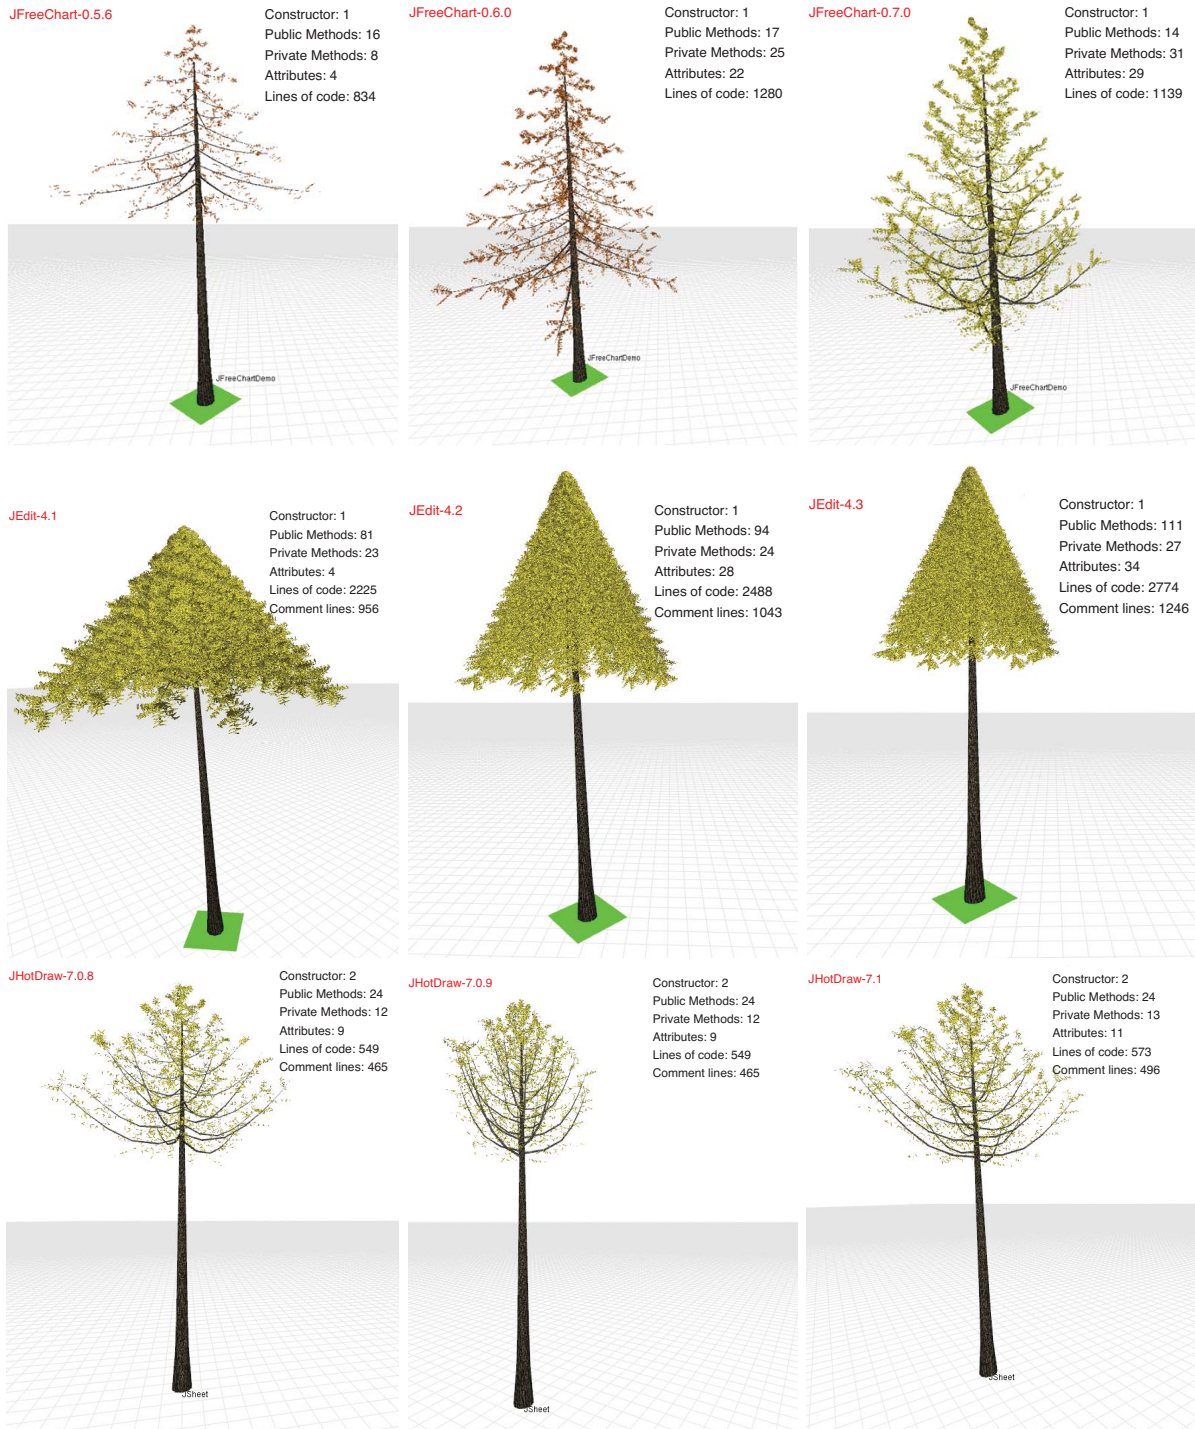 JFreeChart-0.5.6
Constructor: 1
Public Methods: 16
Private Methods: 8
Attributes: 4
Lines of code: 834
JFreeChartDemo
JFreeChart-0.6.0
Constructor: 1
Public Methods: 17
Private Methods: 25
Attributes: 22
Lines of code: 1280
JFreeChartDemo
JFreeChart-0.7.0
Constructor: 1
Public Methods: 14
Private Methods: 31
Attributes: 29
Lines of code: 1139
JFreeChartDemo
JEdit-4.1
Constructor: 1
Public Methods: 81
Private Methods: 23
Attributes: 4
Lines of code: 2225
Comment lines: 956
JEdit-4.2
Constructor: 1
Public Methods: 94
Private Methods: 24
Attributes: 28
Lines of code: 2488
Comment lines: 1043
JEdit-4.3
Constructor: 1
Public Methods: 111
Private Methods: 27
Attributes: 34
Lines of code: 2774
Comment lines: 1246
JHotDraw-7.0.8
Constructor: 2
Public Methods: 24
Private Methods: 12
Attributes: 9
Lines of code: 549
Comment lines: 465
JSheet
JHotDraw-7.0.9
Constructor: 2
Public Methods: 24
Private Methods: 12
Attributes: 9
Lines of code: 549
Comment lines: 465
JSheet
JHotDraw-7.1
Constructor: 2
Public Methods: 24
Private Methods: 13
Attributes: 11
Lines of code: 573
Comment lines: 496
JSheet